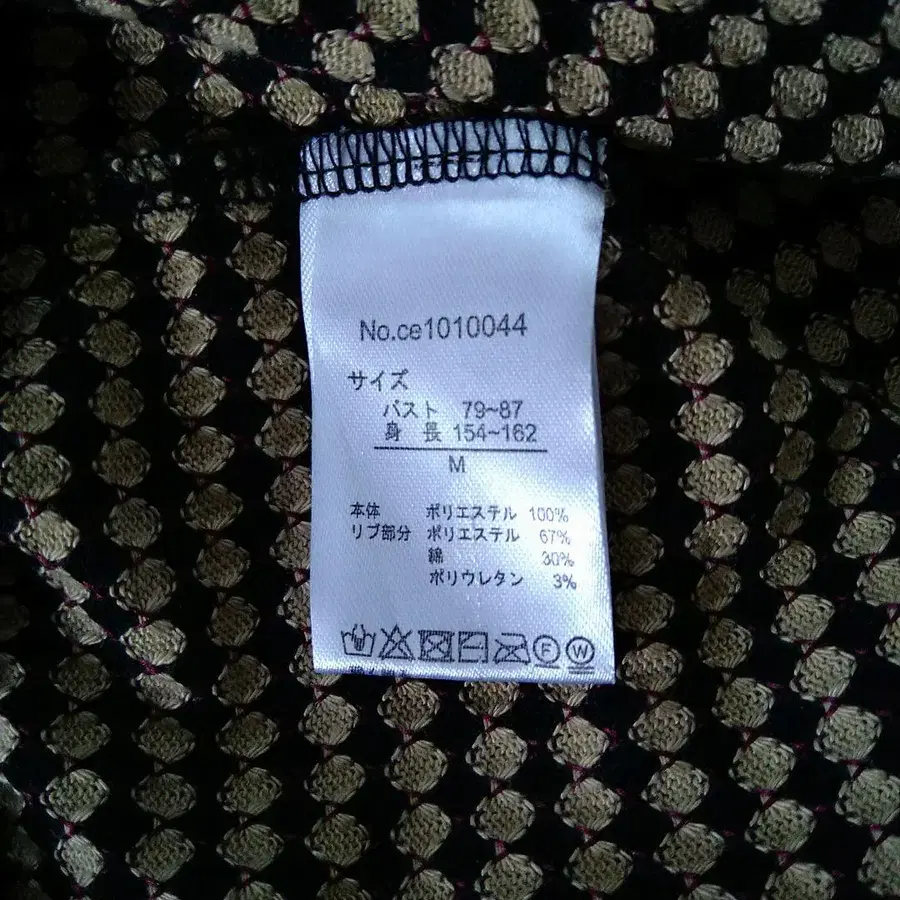 No.ce1010044
サイズ
バスト 79~87
身 長 154~162
M
本体 ポリエステル 100%
リブ部分 ポリエステル 67%
綿 30%
ポリウレタン 3%
F W